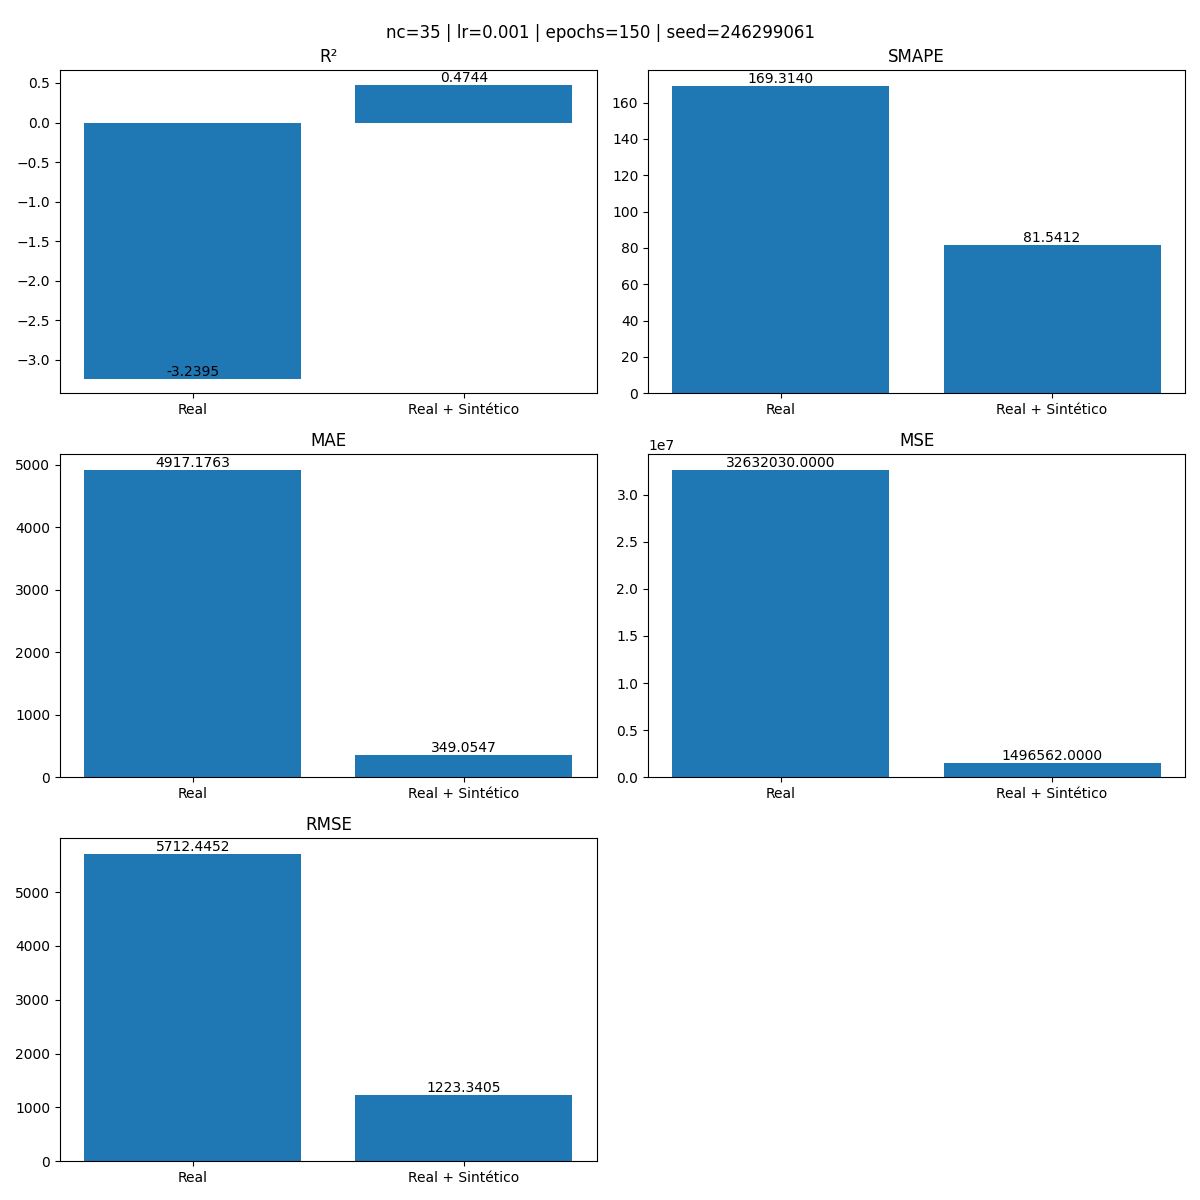 nc=35 | lr=0.001 | epochs=150 | seed=246299061
R²
0.5
0.0
−0.5
−1.0
−1.5
−2.0
−2.5
−3.0
-3.2395
0.4744
Real
Real + Sintético
SMAPE
160
140
120
100
80
60
40
20
0
169.3140
81.5412
Real
Real + Sintético
MAE
5000
4000
3000
2000
1000
0
4917.1763
349.0547
Real
Real + Sintético
MSE
1e7
3.0
2.5
2.0
1.5
1.0
0.5
0.0
32632030.0000
1496562.0000
Real
Real + Sintético
RMSE
5000
4000
3000
2000
1000
0
5712.4452
1223.3405
Real
Real + Sintético